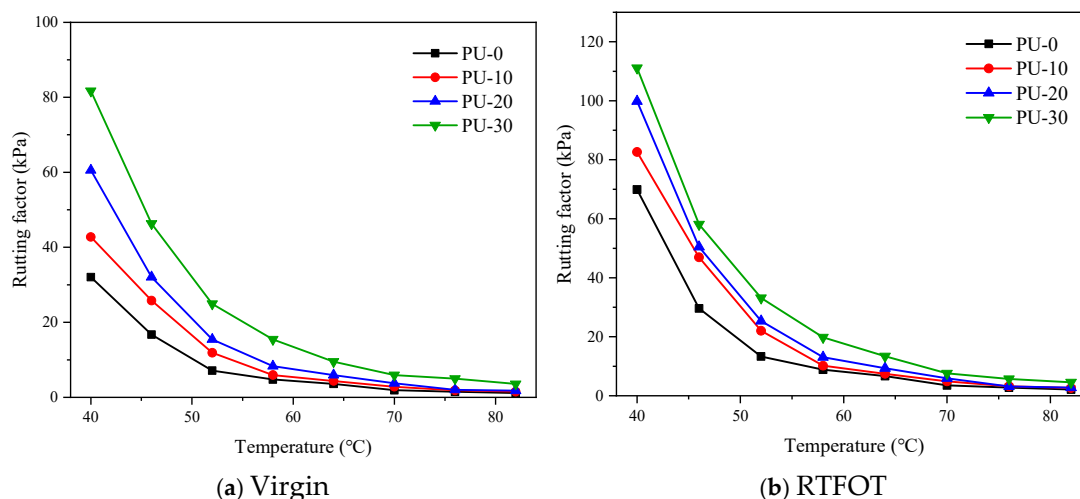 100
80
60
40
20
0
Rutting factor (kPa)
PU-0
PU-10
PU-20
PU-30
40
50
60
70
80
Temperature (℃)
(a) Virgin
120
100
80
60
40
20
0
Rutting factor (kPa)
PU-0
PU-10
PU-20
PU-30
40
50
60
70
80
Temperature (℃)
(b) RTFOT